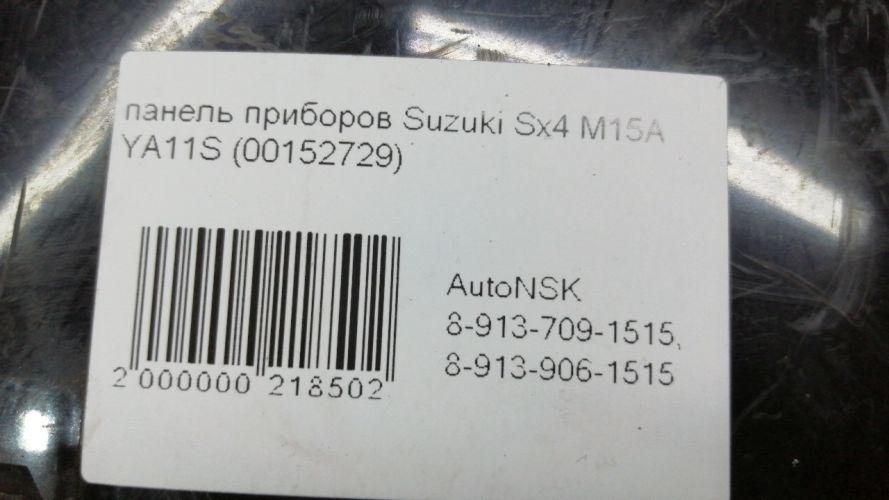 панель приборов Suzuki Sx4 M15A
YA11S (00152729)
AutoNSK
8-913-709-1515,
8-913-906-1515
2 000000 218502